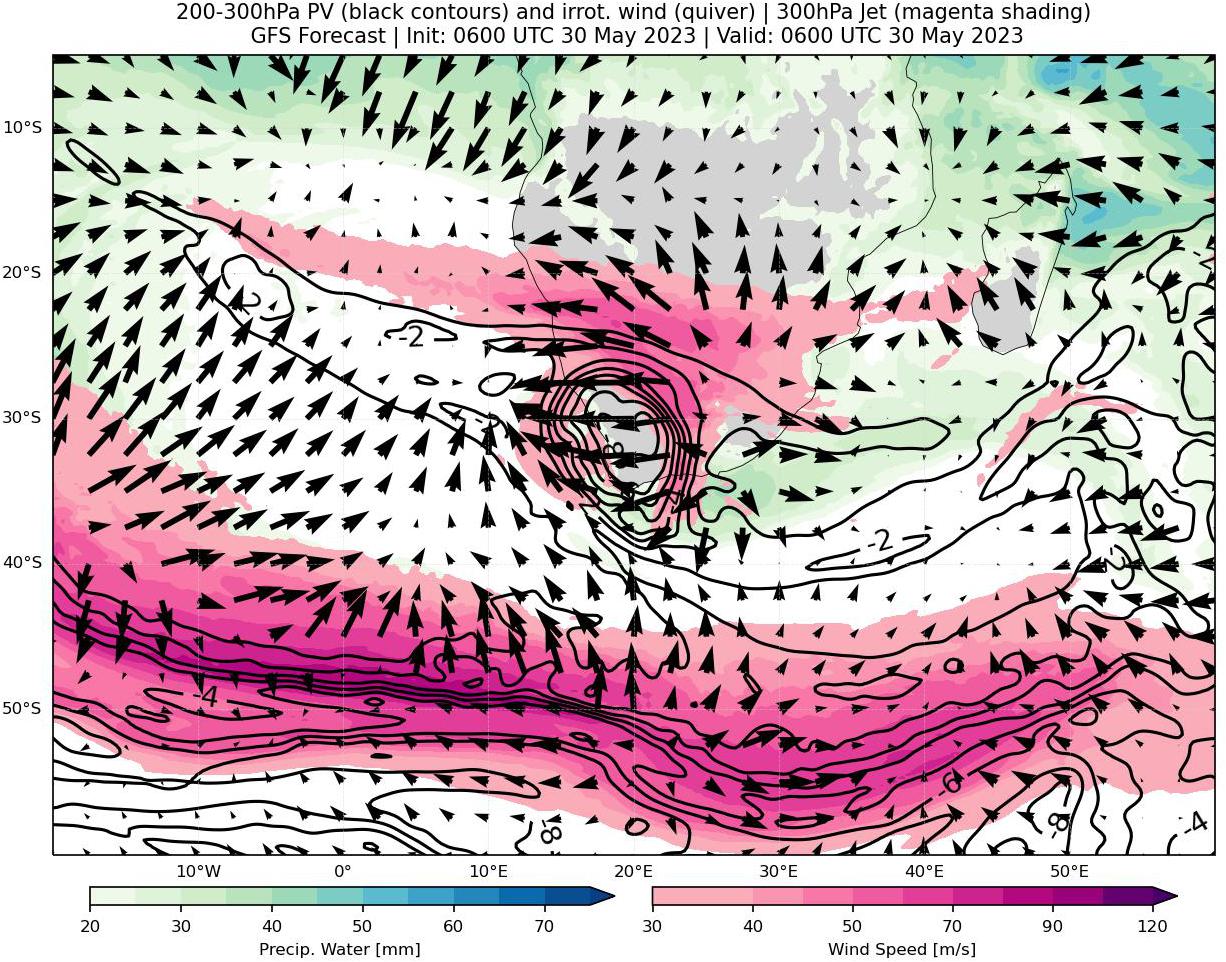 200-300hPa PV (black contours) and irrot. wind (quiver) | 300hPa Jet (magenta shading)
GFS Forecast | Init: 0600 UTC 30 May 2023 | Valid: 0600 UTC 30 May 2023
10°S
20°S
-2
-2
30°S
-2
40°S
-4
50°S
-6
-8
-8
-4
10°W 0° 10°E 20°E 30°E 40°E 50°E
20 30 40 50 60 70
30 40 50 70 90 120
Precip. Water [mm]
Wind Speed [m/s]